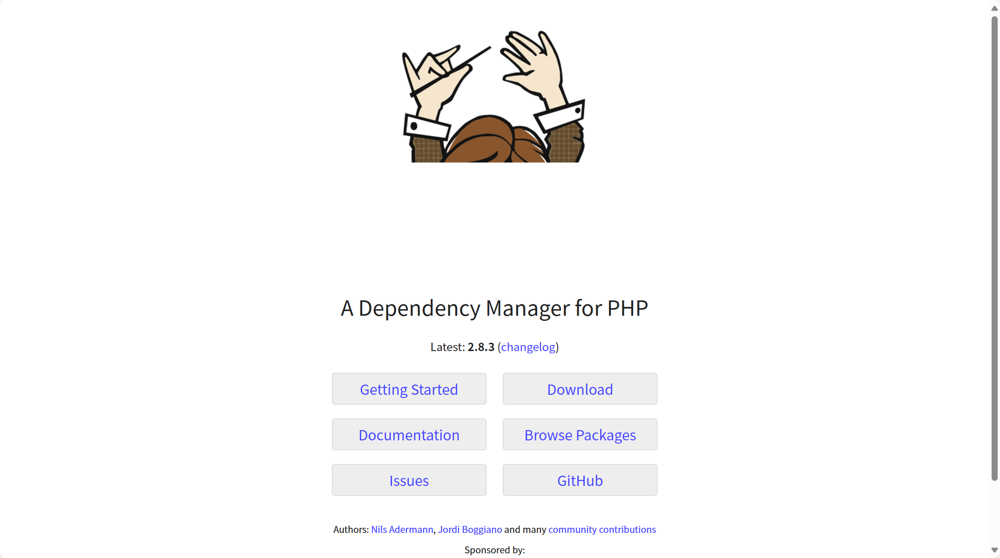 A Dependency Manager for PHP
Latest: 2.8.3 (changelog)
Getting Started
Download
Documentation
Browse Packages
Issues
GitHub
Authors: Nils Adermann, Jordi Boggiano and many community contributions
Sponsored by: